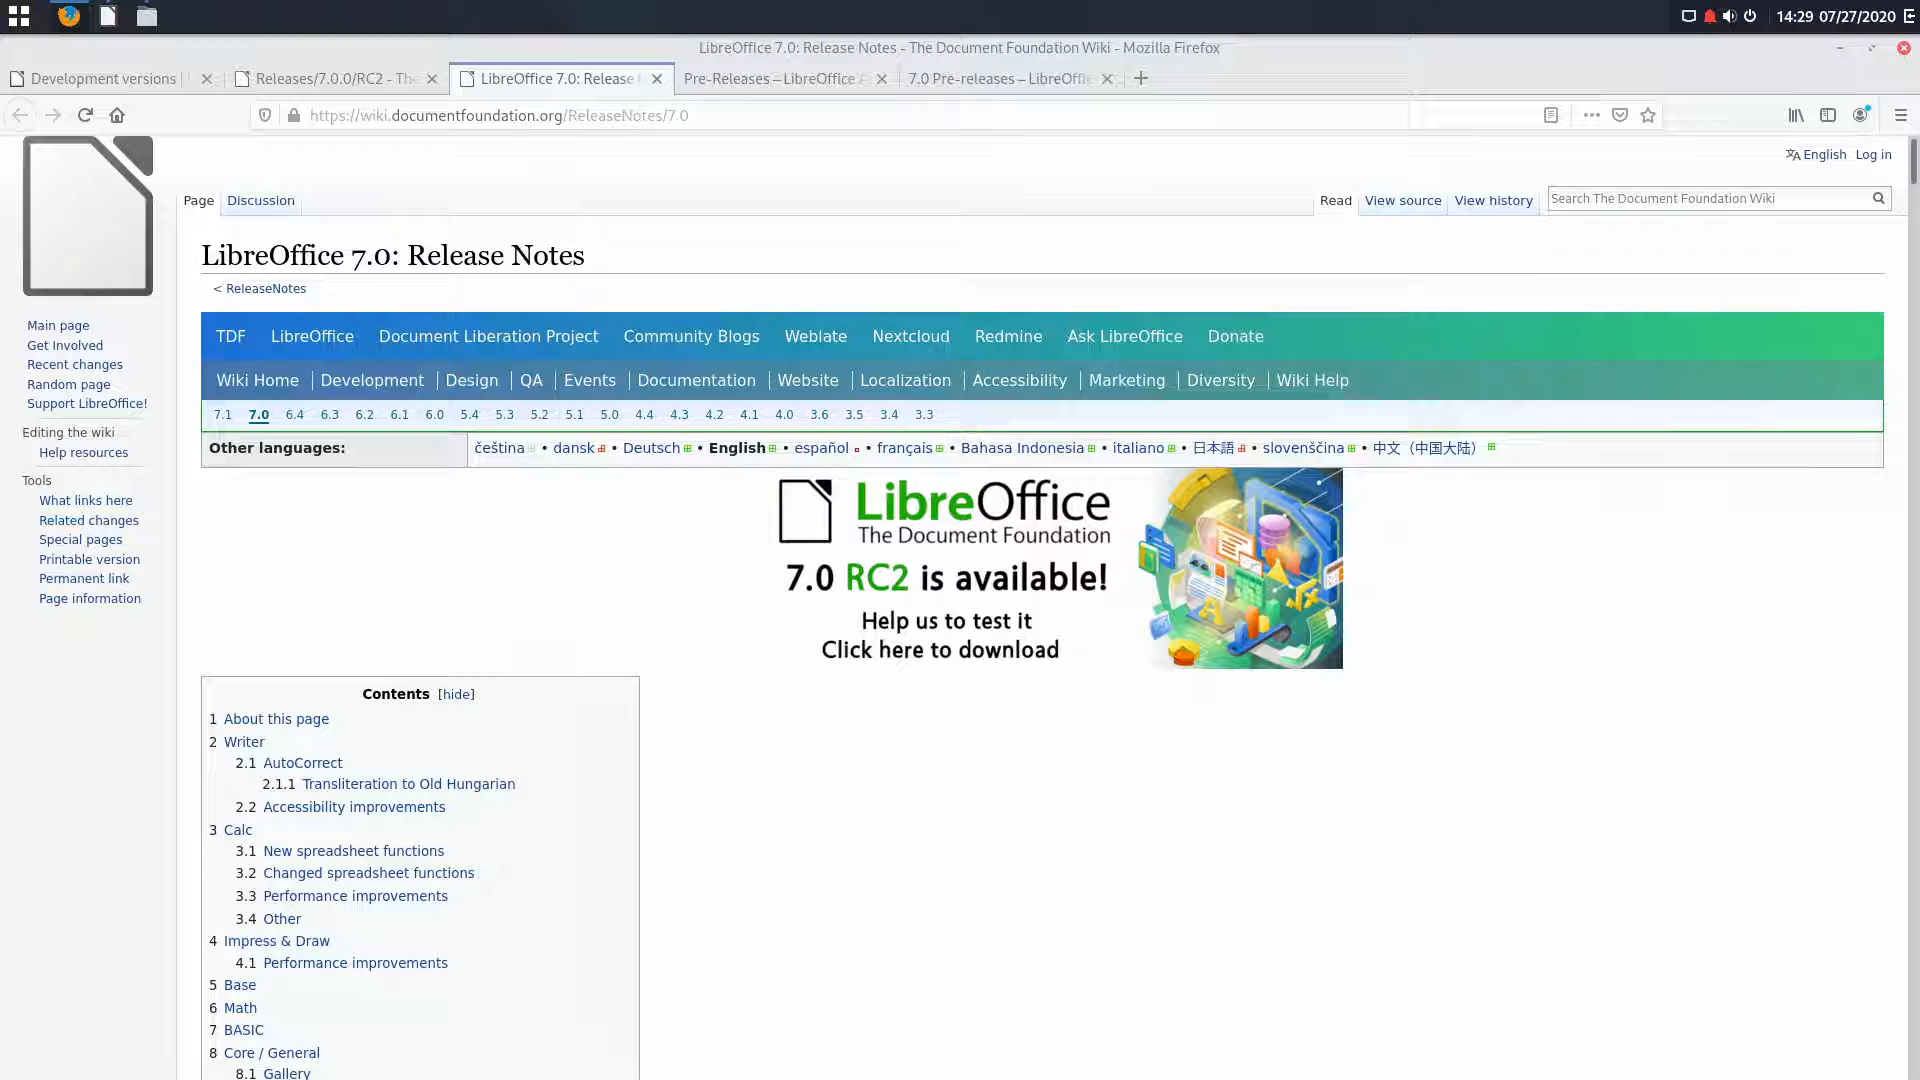 14:29 07/27/2020
LibreOffice 7.0: Release Notes - The Document Foundation Wiki - Mozilla Firefox
Development versions |
Releases/7.0.0/RC2 - The
LibreOffice 7.0: Release
Pre-Releases – LibreOffice
7.0 Pre-releases – LibreOffic
https://wiki.documentfoundation.org/ReleaseNotes/7.0
English Log in
Page Discussion Read View source View history Search The Document Foundation Wiki
LibreOffice 7.0: Release Notes
< ReleaseNotes
TDF LibreOffice Document Liberation Project Community Blogs Weblate Nextcloud Redmine Ask LibreOffice Donate
Wiki Home Development Design QA Events Documentation Website Localization Accessibility Marketing Diversity Wiki Help
7.1 7.0 6.4 6.3 6.2 6.1 6.0 5.4 5.3 5.2 5.1 5.0 4.4 4.3 4.2 4.1 4.0 3.6 3.5 3.4 3.3
Other languages: čeština • dansk • Deutsch • English • español • français • Bahasa Indonesia • italiano • 日本語 • slovenščina • 中文（中国大陆）
Main page
Get Involved
Recent changes
Random page
Support LibreOffice!
Editing the wiki
Help resources
Tools
What links here
Related changes
Special pages
Printable version
Permanent link
Page information
LibreOffice
The Document Foundation
7.0 RC2 is available!
Help us to test it
Click here to download
Contents [hide]
1 About this page
2 Writer
2.1 AutoCorrect
2.1.1 Transliteration to Old Hungarian
2.2 Accessibility improvements
3 Calc
3.1 New spreadsheet functions
3.2 Changed spreadsheet functions
3.3 Performance improvements
3.4 Other
4 Impress & Draw
4.1 Performance improvements
5 Base
6 Math
7 BASIC
8 Core / General
8.1 Gallery